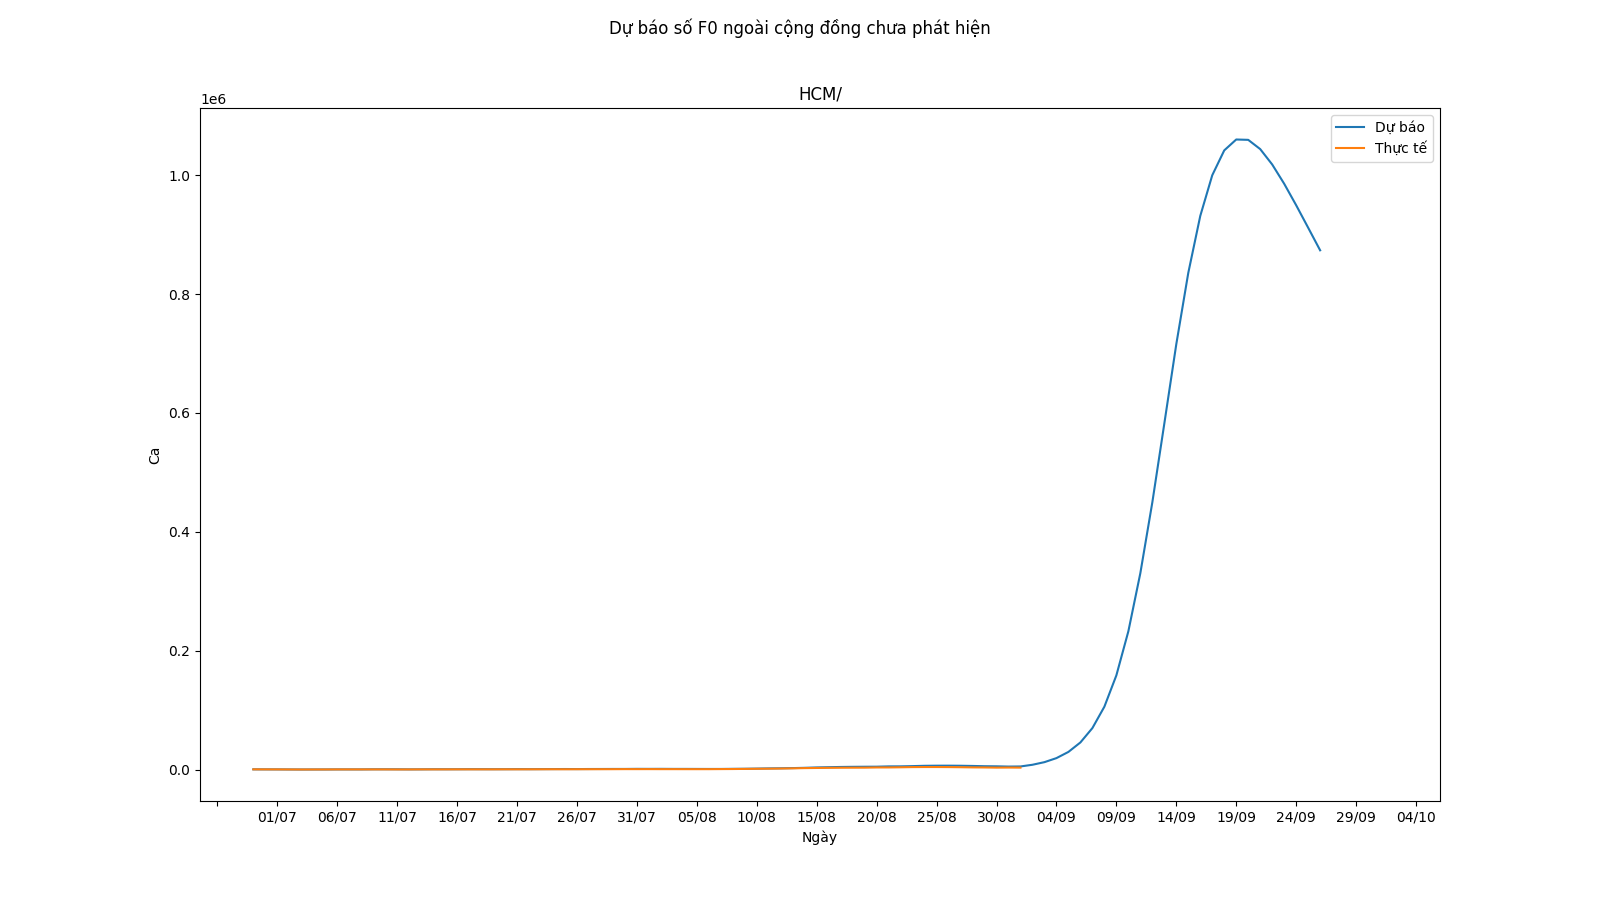 Dự báo số F0 ngoài cộng đồng chưa phát hiện
HCM/
1e6
Dự báo
Thực tế
1.0
0.8
0.6
0.4
0.2
0.0
Ca
01/07 06/07 11/07 16/07 21/07 26/07 31/07 05/08 10/08 15/08 20/08 25/08 30/08 04/09 09/09 14/09 19/09 24/09 29/09 04/10
Ngày